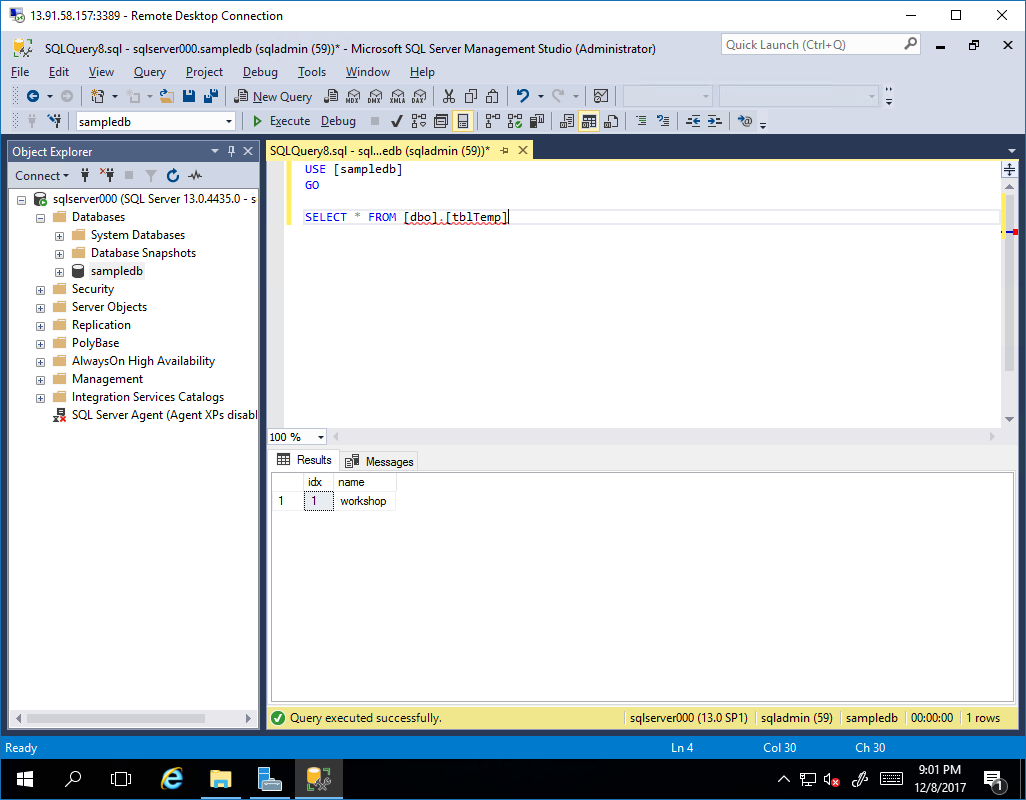 13.91.58.157:3389 - Remote Desktop Connection
SQLQuery8.sql - sqlserver000.sampledb (sqladmin (59))* - Microsoft SQL Server Management Studio (Administrator)
Quick Launch (Ctrl+Q)
File Edit View Query Project Debug Tools Window Help
New Query MDX DMX XMLA DAX
sampledb Execute Debug
Object Explorer
SQLQuery8.sql - sql...edb (sqladmin (59))*
Connect
sqlserver000 (SQL Server 13.0.4435.0 - s
Databases
System Databases
Database Snapshots
sampledb
Security
Server Objects
Replication
PolyBase
AlwaysOn High Availability
Management
Integration Services Catalogs
SQL Server Agent (Agent XPs disabl
USE [sampledb]
GO
SELECT * FROM [dbo].[tblTemp]
100 %
Results Messages
idx name
1 1 workshop
Query executed successfully. sqlserver000 (13.0 SP1) sqladmin (59) sampledb 00:00:00 1 rows
Ready Ln 4 Col 30 Ch 30
9:01 PM
12/8/2017
1